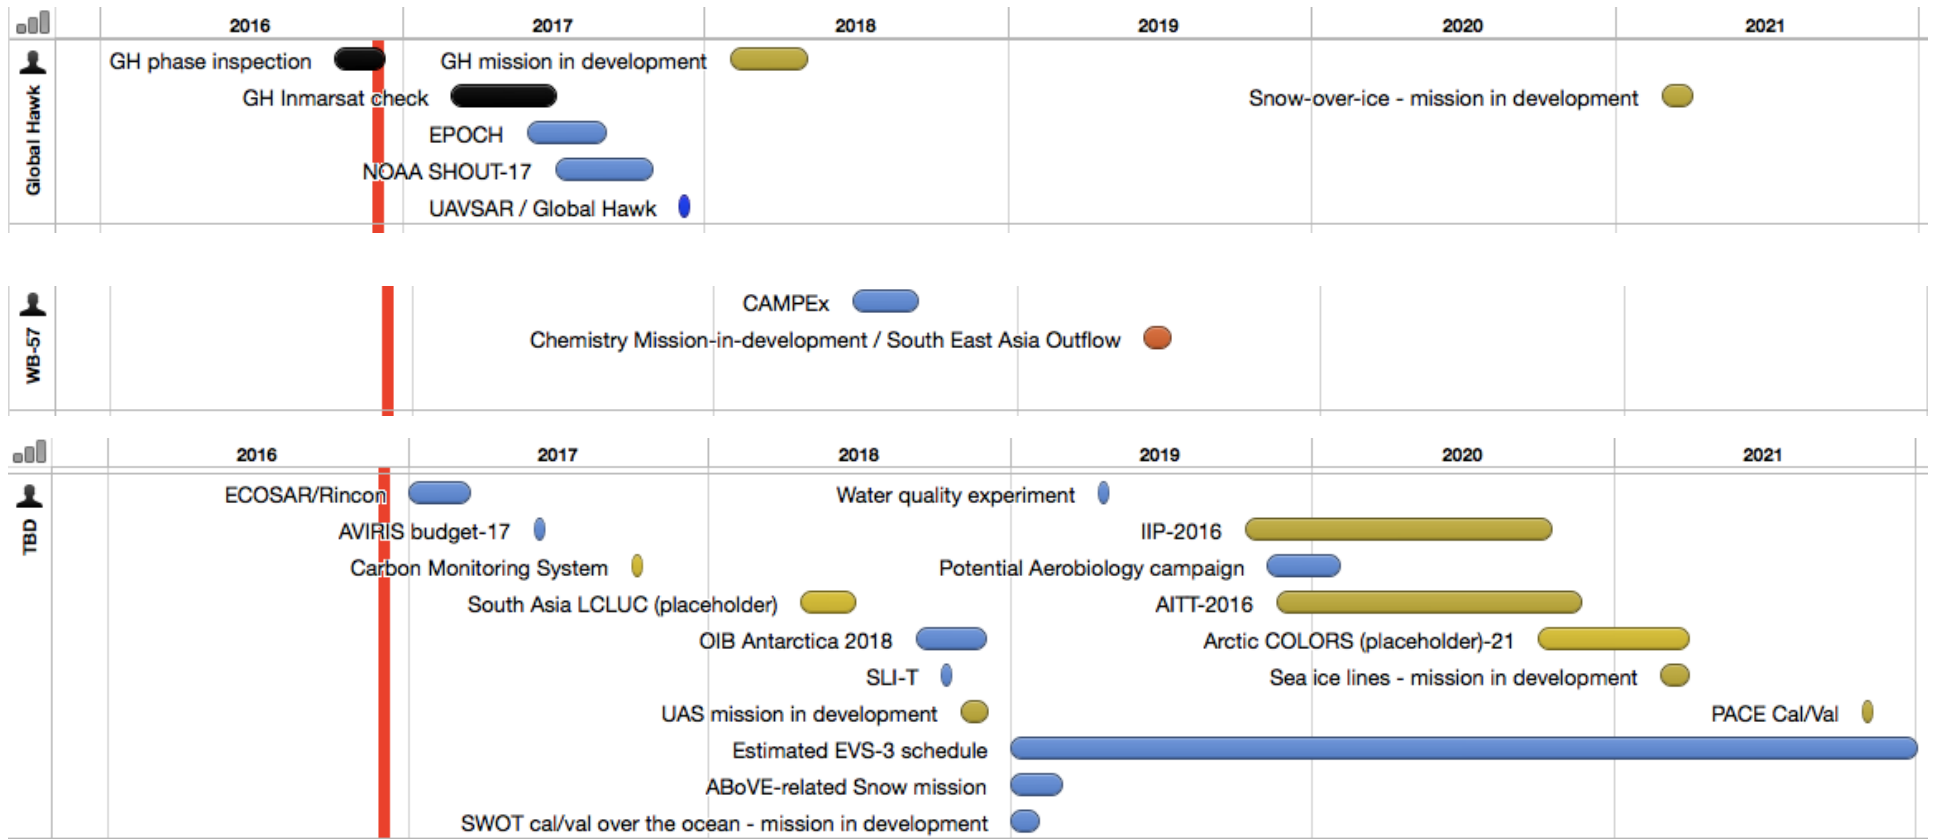 2016 2017 2018 2019 2020 2021
Global Hawk
GH phase inspection GH mission in development
GH Inmarsat check Snow-over-ice - mission in development
EPOCH
NOAA SHOUT-17
UAVSAR / Global Hawk
WB-57
CAMPEx
Chemistry Mission-in-development / South East Asia Outflow
2016 2017 2018 2019 2020 2021
TBD
ECOSAR/Rincon Water quality experiment
AVIRIS budget-17 IIP-2016
Carbon Monitoring System Potential Aerobiology campaign
South Asia LCLUC (placeholder) AITT-2016
OIB Antarctica 2018 Arctic COLORS (placeholder)-21
SLI-T Sea ice lines - mission in development
UAS mission in development PACE Cal/Val
Estimated EVS-3 schedule
ABoVE-related Snow mission
SWOT cal/val over the ocean - mission in development